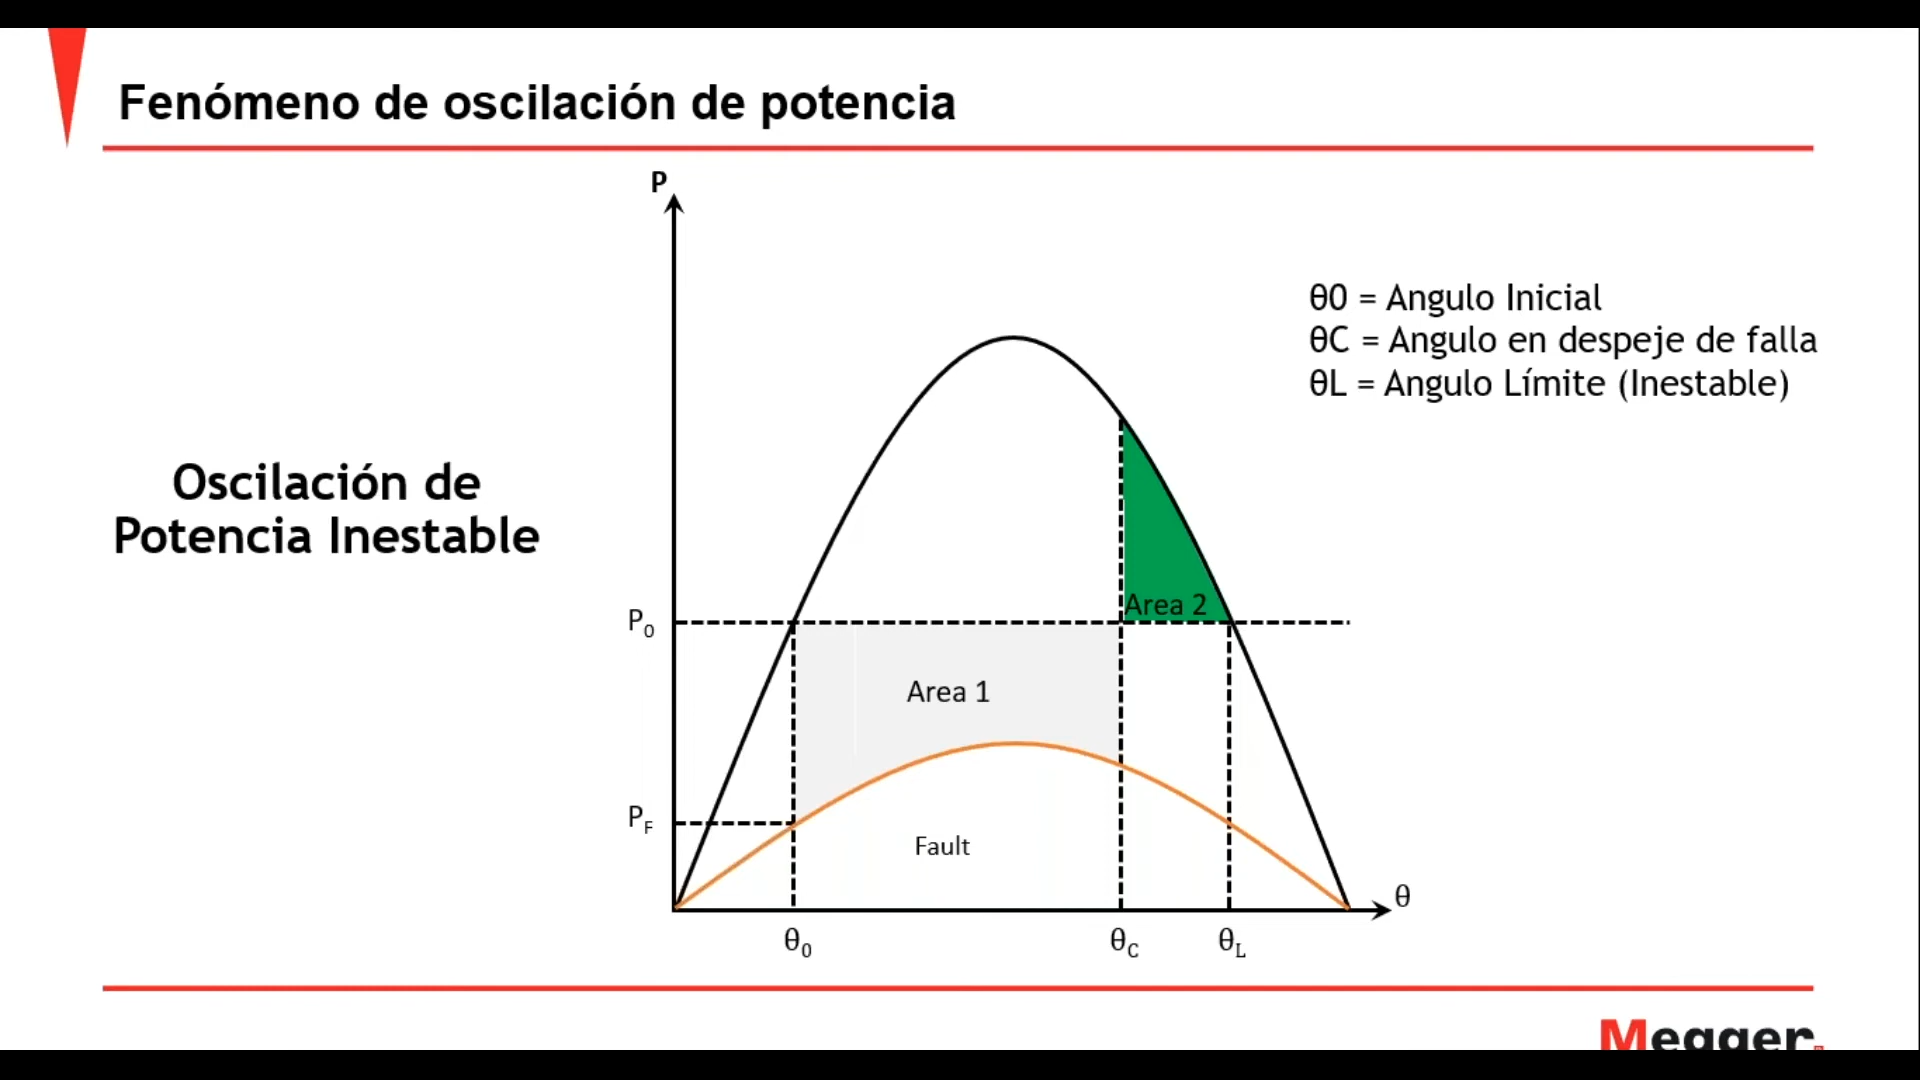 Fenómeno de oscilación de potencia
P
θ0 = Angulo Inicial
θC = Angulo en despeje de falla
θL = Angulo Límite (Inestable)
Oscilación de
Potencia Inestable
Area 2
P0
Area 1
PF
Fault
θ
θ0 θC θL
Megger